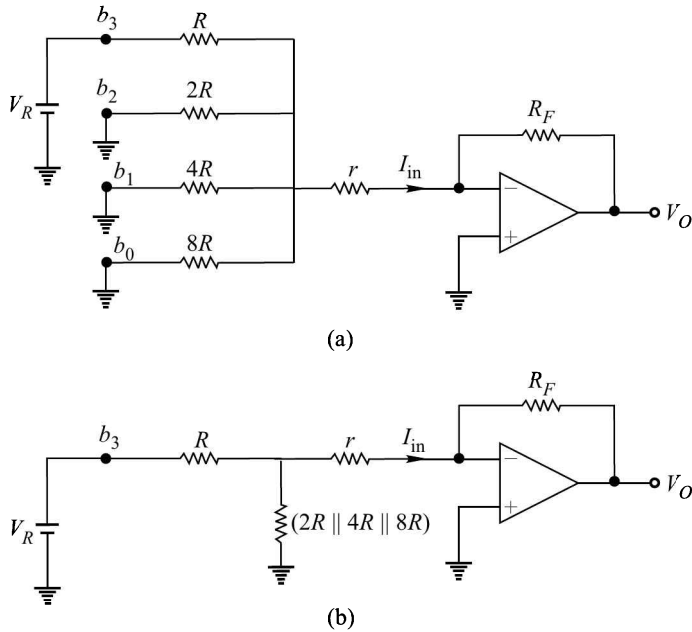 b₃ R
V_R
b₂ 2R
R_F
b₁ 4R r I_in − V_O
+
b₀ 8R
(a)
R_F
b₃ R r I_in
− V_O
V_R (2R || 4R || 8R) +
(b)